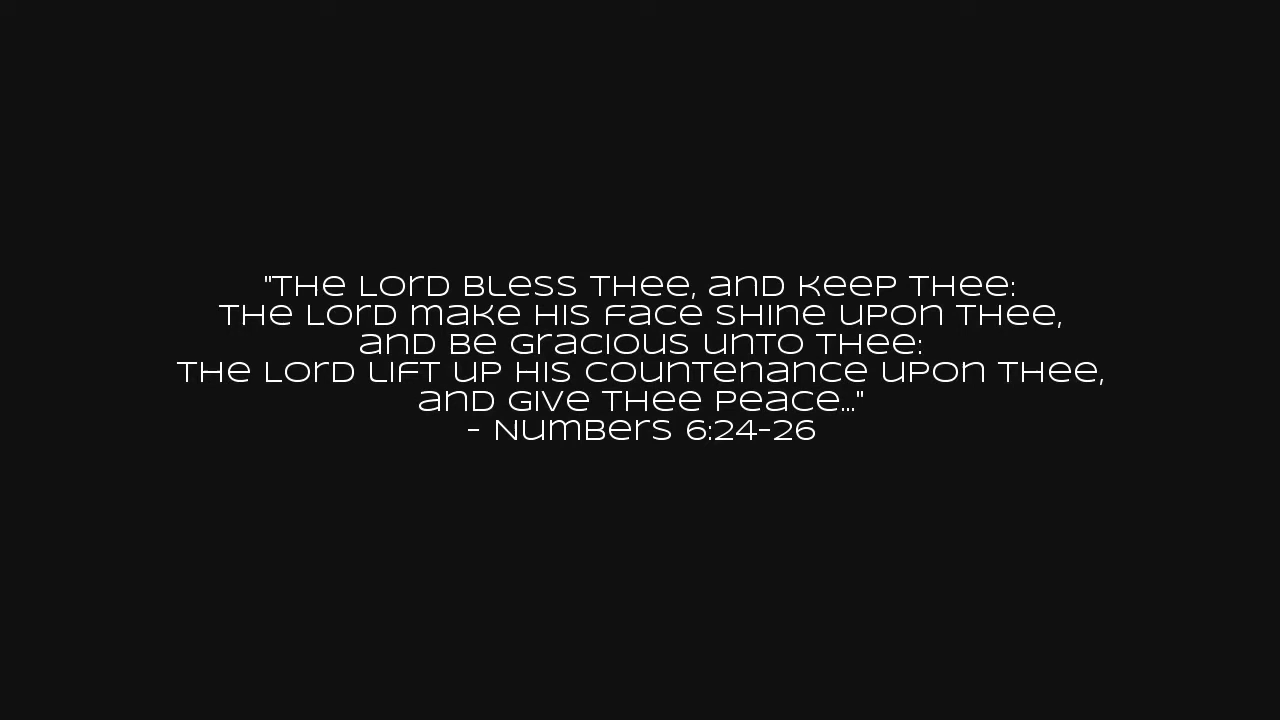 "The Lord bless thee, and keep thee:
The Lord make his face shine upon thee,
and be gracious unto thee:
The Lord lift up his countenance upon thee,
and give thee peace..."
- Numbers 6:24-26